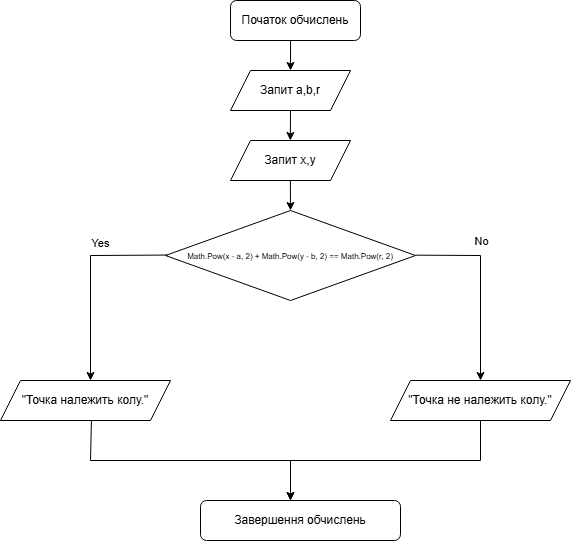 Початок обчислень
Запит a,b,r
Запит x,y
Yes
No
Math.Pow(x - a, 2) + Math.Pow(y - b, 2) == Math.Pow(r, 2)
"Точка належить колу."
"Точка не належить колу."
Завершення обчислень